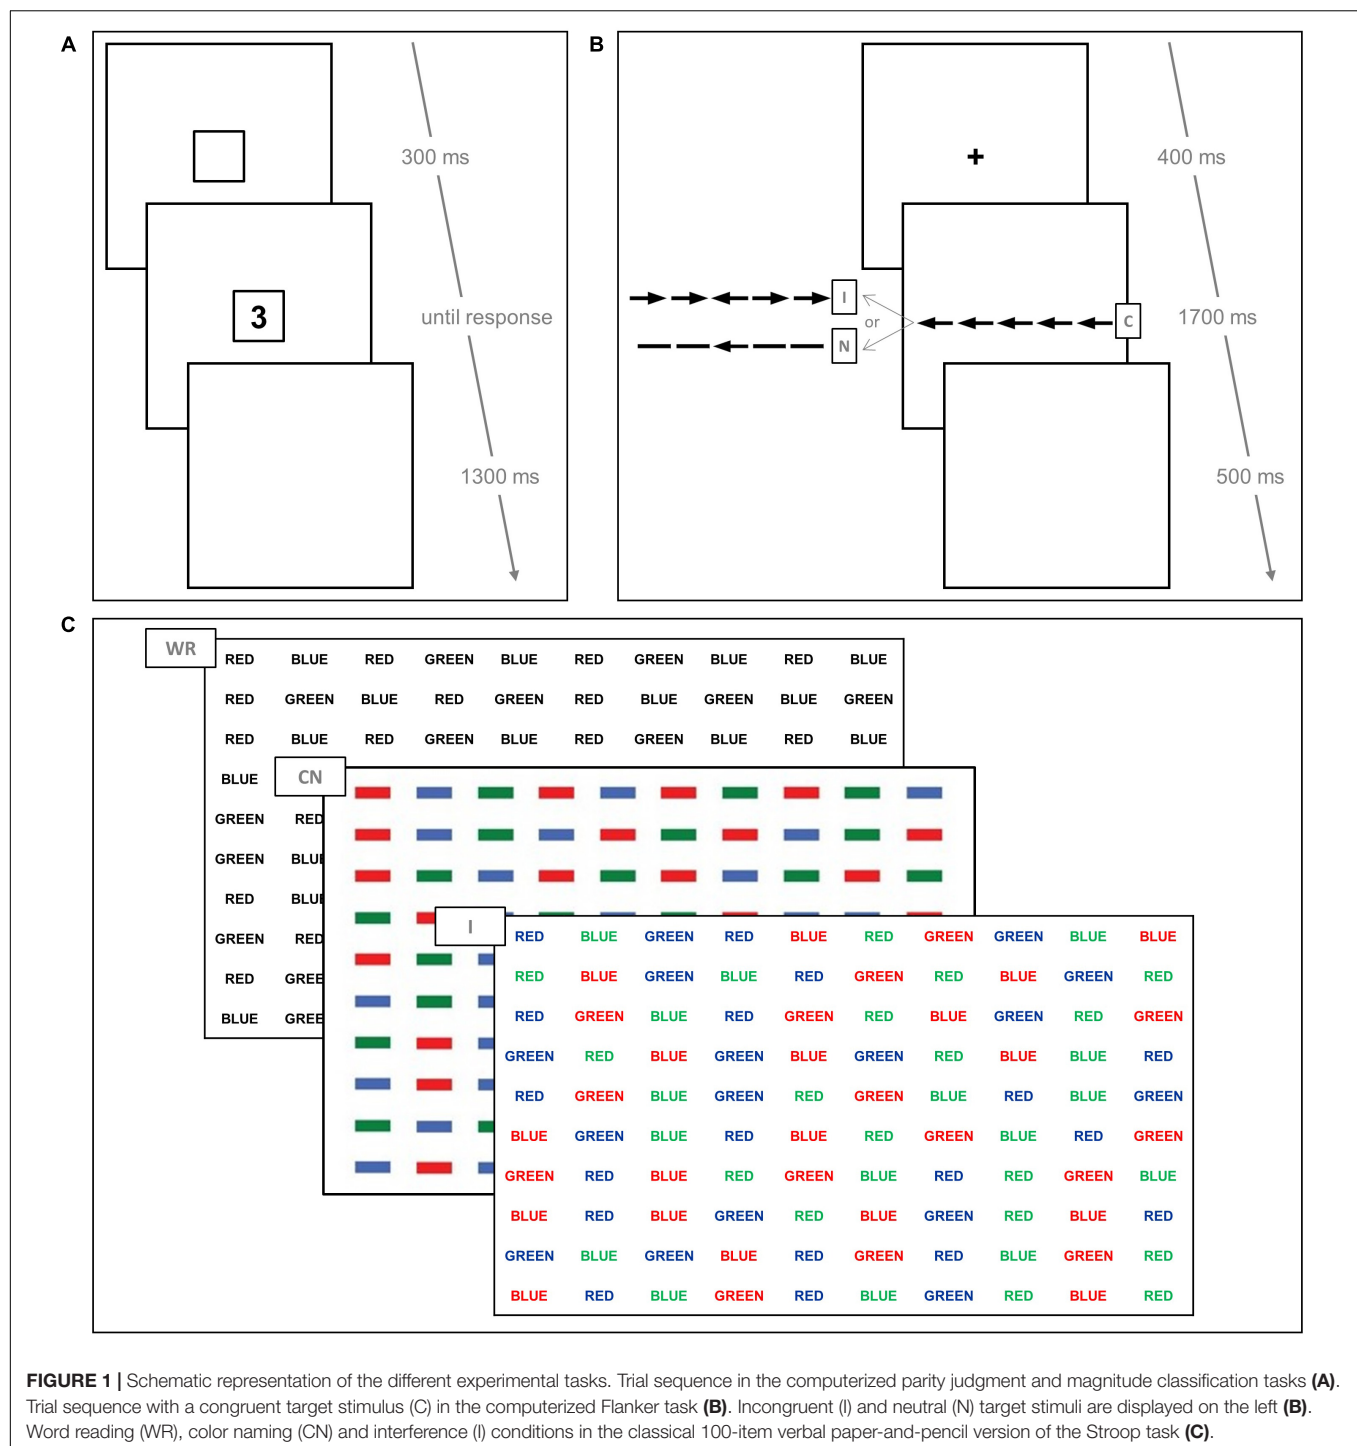 A
300 ms
3
until response
1300 ms
B
+
400 ms
I
or
N
C
1700 ms
500 ms
C
WR
RED BLUE RED GREEN BLUE RED GREEN BLUE RED BLUE
RED GREEN BLUE RED GREEN RED BLUE GREEN BLUE GREEN
RED BLUE RED GREEN BLUE RED GREEN BLUE RED BLUE
BLUE
GREEN RED
GREEN BLU
RED BLU
GREEN RED
RED GREE
BLUE GREE
CN
I
RED BLUE GREEN RED BLUE RED GREEN GREEN BLUE BLUE
RED BLUE GREEN BLUE RED GREEN RED BLUE GREEN RED
RED GREEN BLUE RED GREEN RED BLUE GREEN RED GREEN
GREEN RED BLUE GREEN BLUE GREEN RED BLUE BLUE RED
RED GREEN BLUE GREEN RED GREEN BLUE RED BLUE GREEN
BLUE GREEN BLUE RED BLUE RED GREEN BLUE RED GREEN
GREEN RED BLUE RED GREEN BLUE RED RED GREEN BLUE
BLUE RED BLUE GREEN RED BLUE GREEN RED BLUE RED
GREEN BLUE GREEN BLUE RED GREEN RED BLUE GREEN RED
BLUE RED BLUE GREEN RED BLUE GREEN RED BLUE RED
FIGURE 1 | Schematic representation of the different experimental tasks. Trial sequence in the computerized parity judgment and magnitude classification tasks (A).
Trial sequence with a congruent target stimulus (C) in the computerized Flanker task (B). Incongruent (I) and neutral (N) target stimuli are displayed on the left (B).
Word reading (WR), color naming (CN) and interference (I) conditions in the classical 100-item verbal paper-and-pencil version of the Stroop task (C).